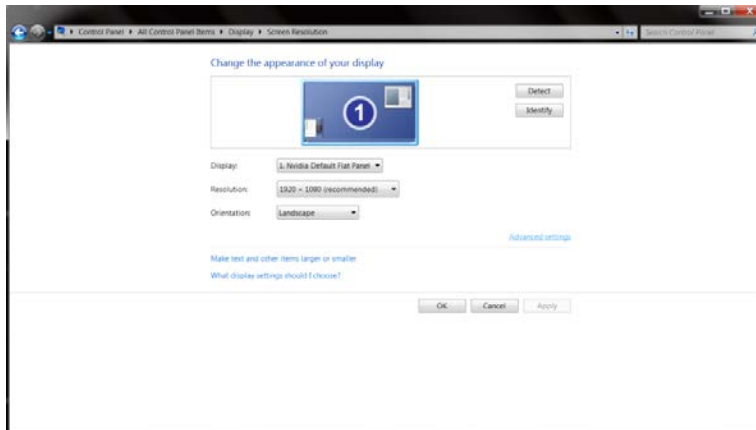 Control Panel ▸ All Control Panel Items ▸ Display ▸ Screen Resolution
Search Control Panel
Change the appearance of your display
1
Detect
Identify
Display: 1. Nvidia Default Flat Panel
Resolution: 1920 × 1080 (recommended)
Orientation: Landscape
Advanced settings
Make text and other items larger or smaller
What display settings should I choose?
OK Cancel Apply